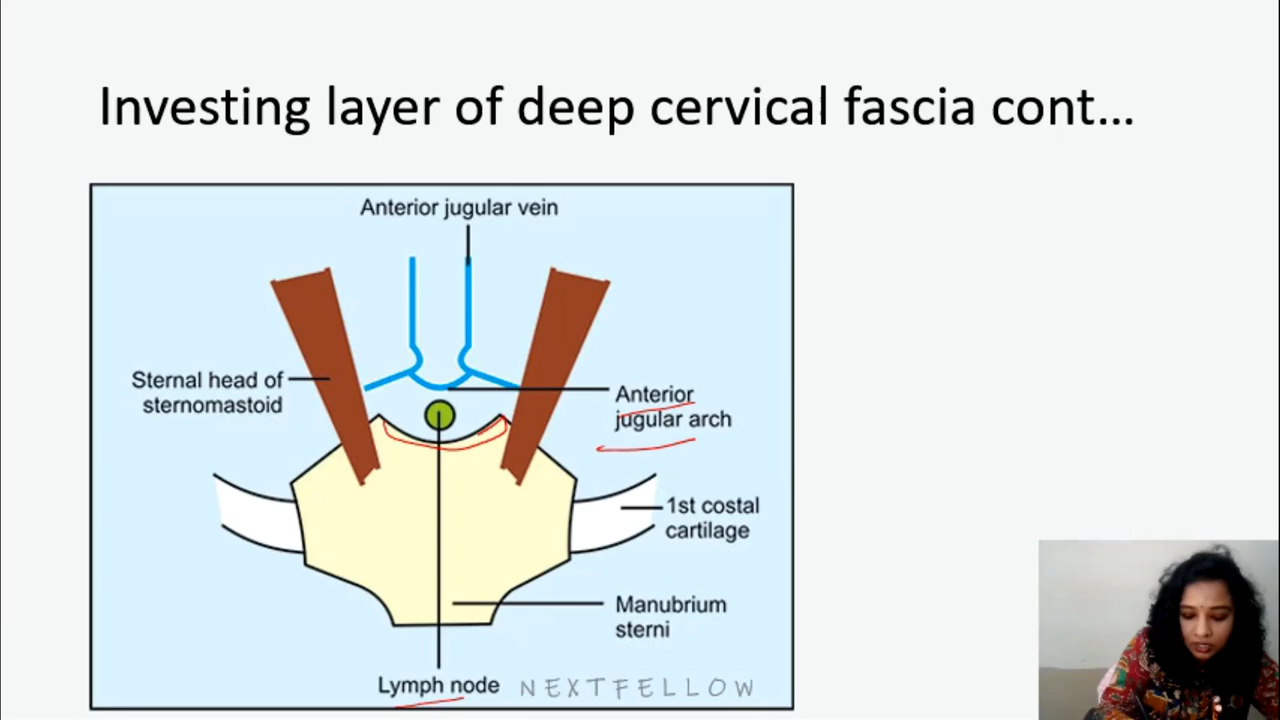 Investing layer of deep cervical fascia cont...
Anterior jugular vein
Sternal head of
sternomastoid
Anterior
jugular arch
1st costal
cartilage
Manubrium
sterni
Lymph node
NEXTFELLOW